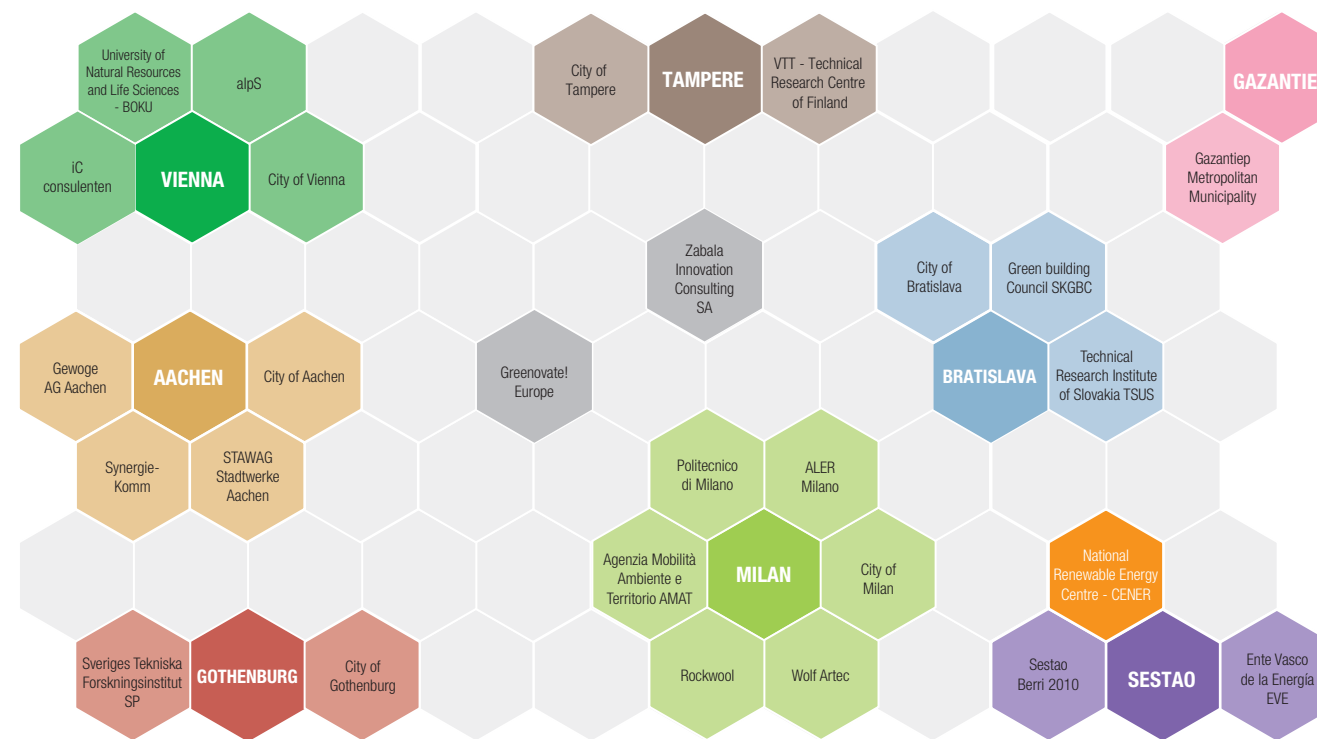 University of
Natural Resources
and Life Sciences
- BOKU
alpS
City of
Tampere
TAMPERE
VTT - Technical
Research Centre
of Finland
GAZANTIE
iC
consulenten
VIENNA
City of Vienna
Gazantiep
Metropolitan
Municipality
Zabala
Innovation
Consulting
SA
City of
Bratislava
Green building
Council SKGBC
Gewoge
AG Aachen
AACHEN
City of Aachen
Greenovate!
Europe
BRATISLAVA
Technical
Research Institute
of Slovakia TSUS
Synergie-
Komm
STAWAG
Stadtwerke
Aachen
Politecnico
di Milano
ALER
Milano
Agenzia Mobilità
Ambiente e
Territorio AMAT
MILAN
City of
Milan
National
Renewable Energy
Centre - CENER
Sveriges Tekniska
Forskningsinstitut
SP
GOTHENBURG
City of
Gothenburg
Rockwool
Wolf Artec
Sestao
Berri 2010
SESTAO
Ente Vasco
de la Energía
EVE